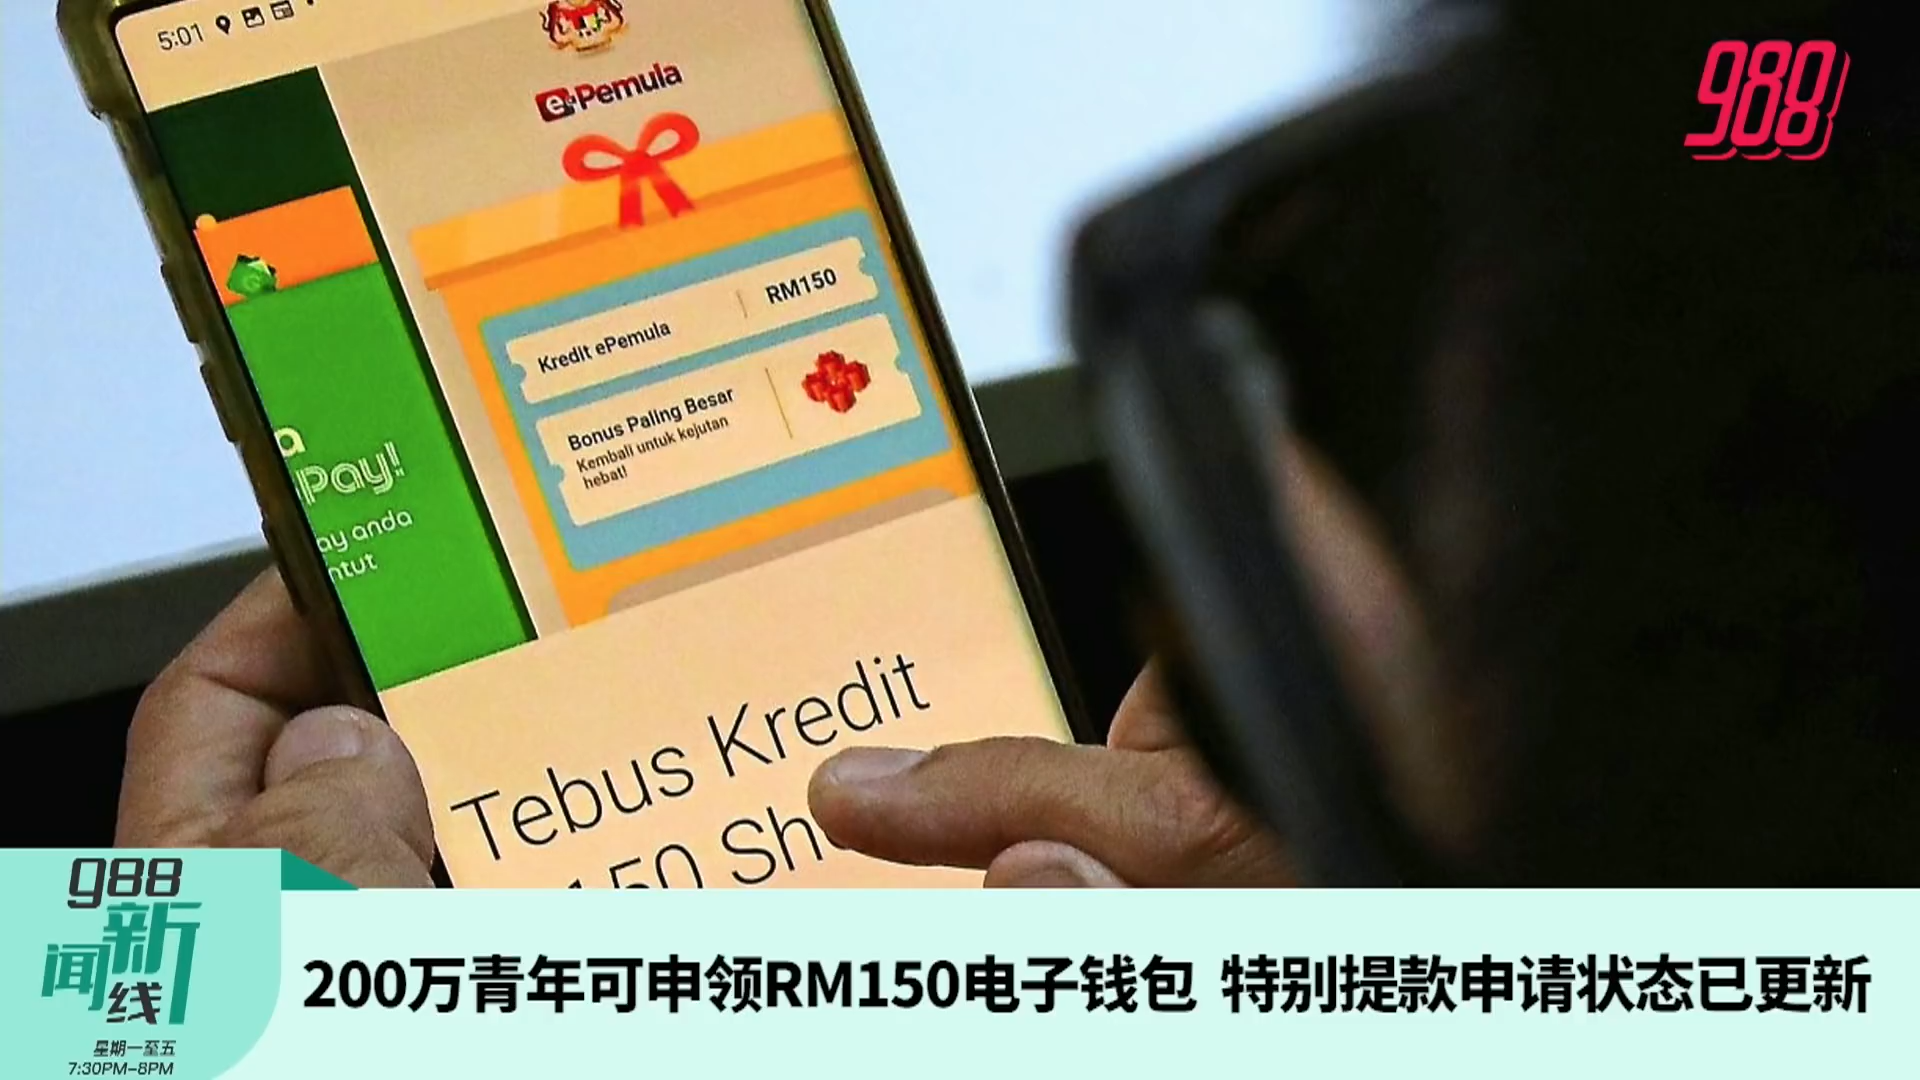 5:01
988
e-Pemula
Kredit ePemula
RM150
Bonus Paling Besar
Kembali untuk kejutan
hebat!
Pay!
ay anda
ntut
Tebus Kredit
150 Sh
988
新
闻
线
星期一至五
7:30PM-8PM
200万青年可申领RM150电子钱包 特别提款申请状态已更新